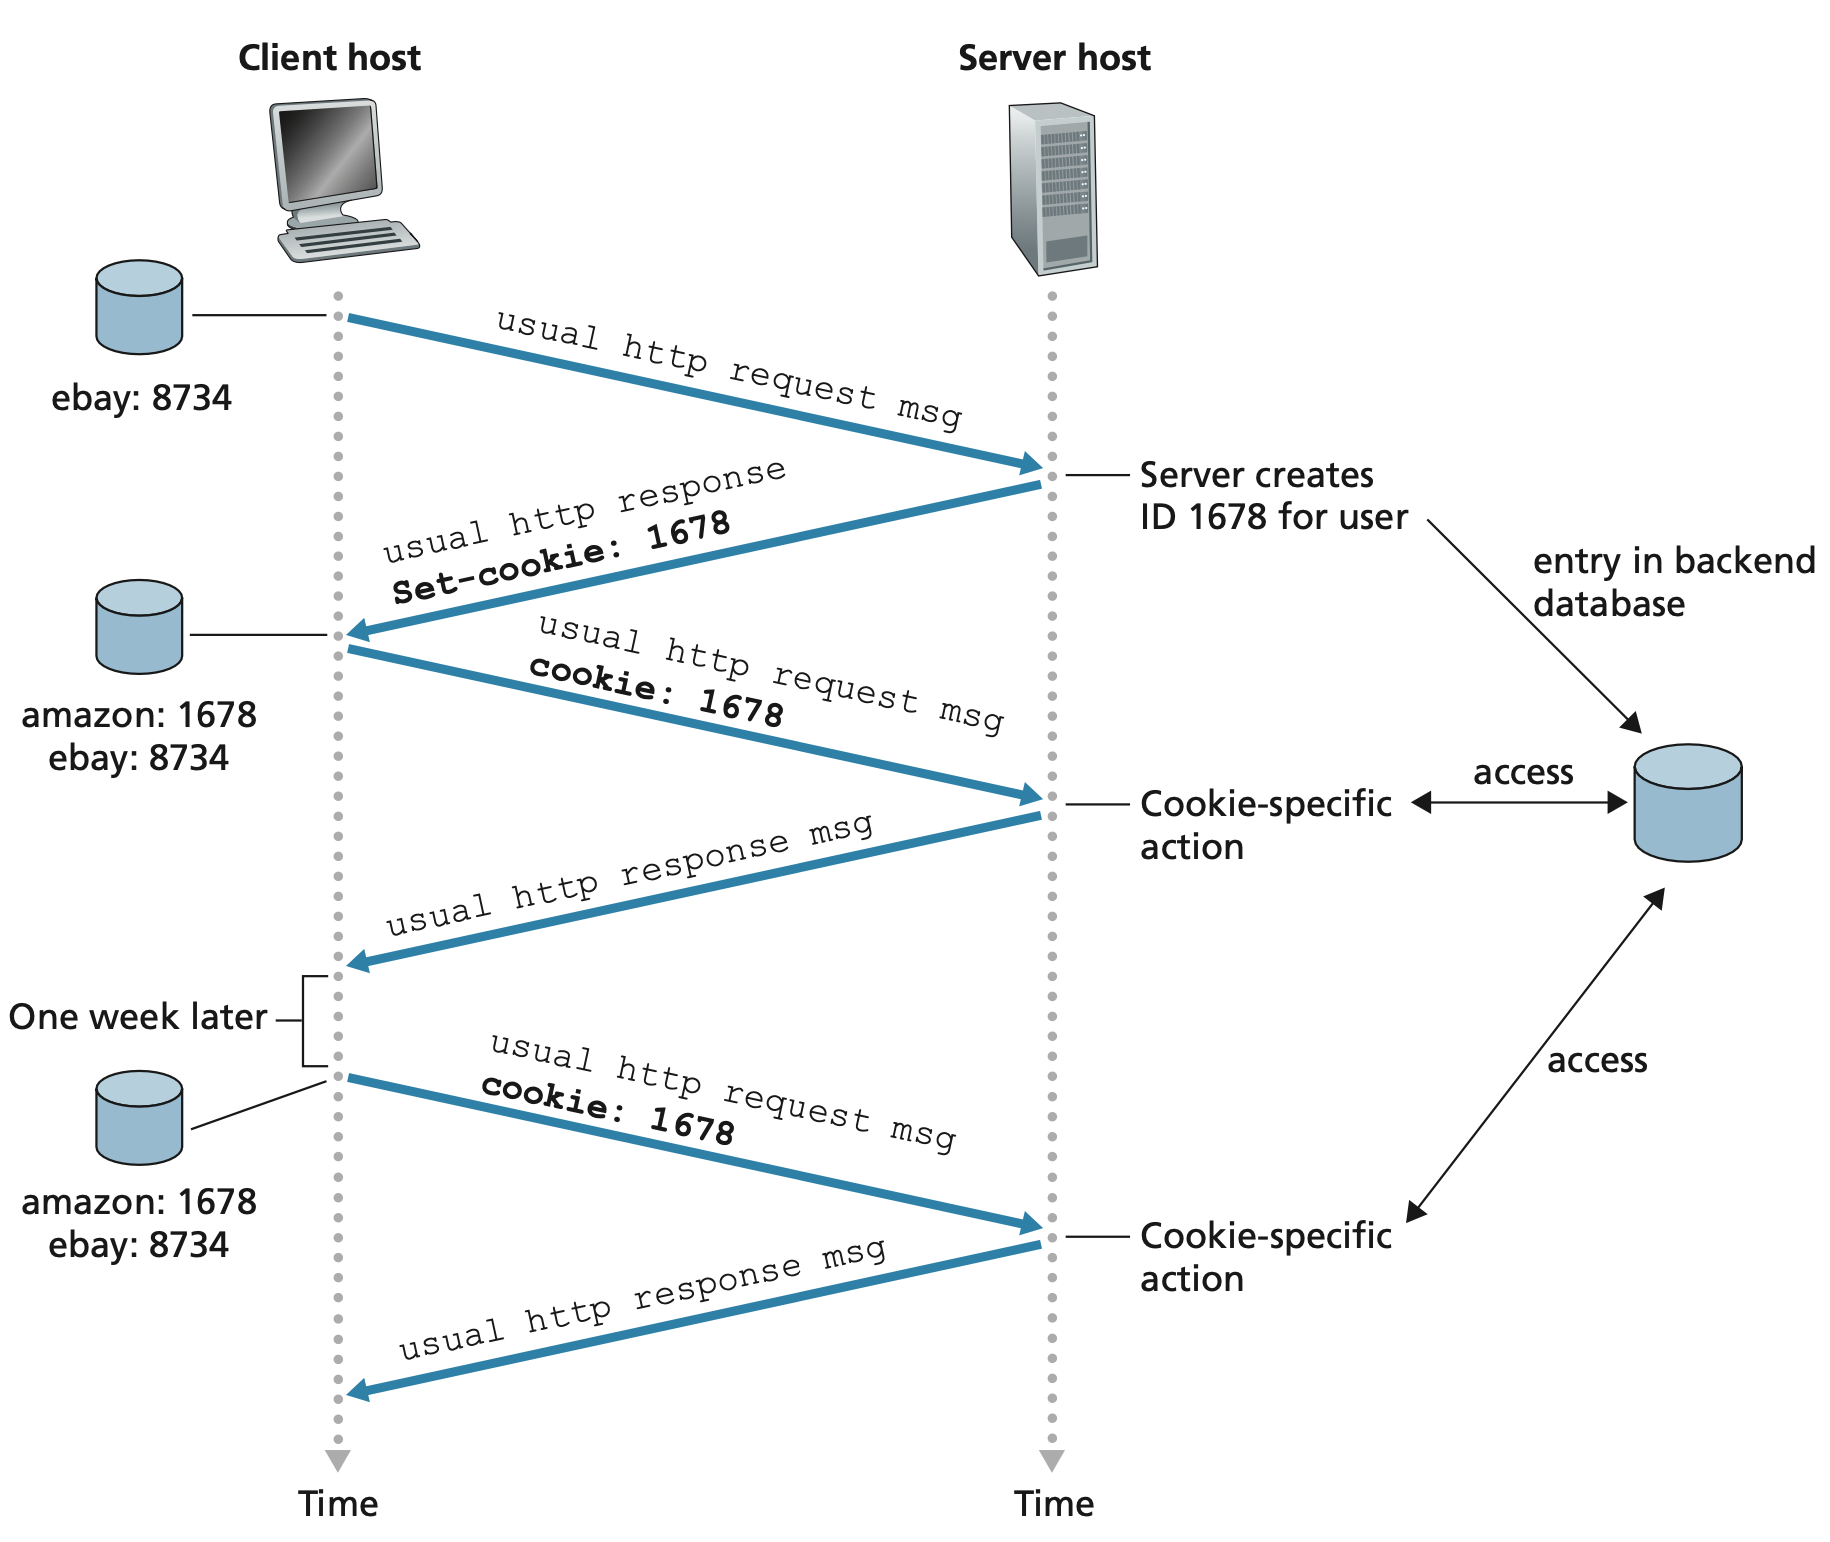 Client host
Server host
ebay: 8734
usual http request msg
Server creates
ID 1678 for user
entry in backend
database
usual http response
Set-cookie: 1678
amazon: 1678
ebay: 8734
usual http request msg
cookie: 1678
access
Cookie-specific
action
usual http response msg
One week later
access
usual http request msg
cookie: 1678
amazon: 1678
ebay: 8734
Cookie-specific
action
usual http response msg
Time
Time